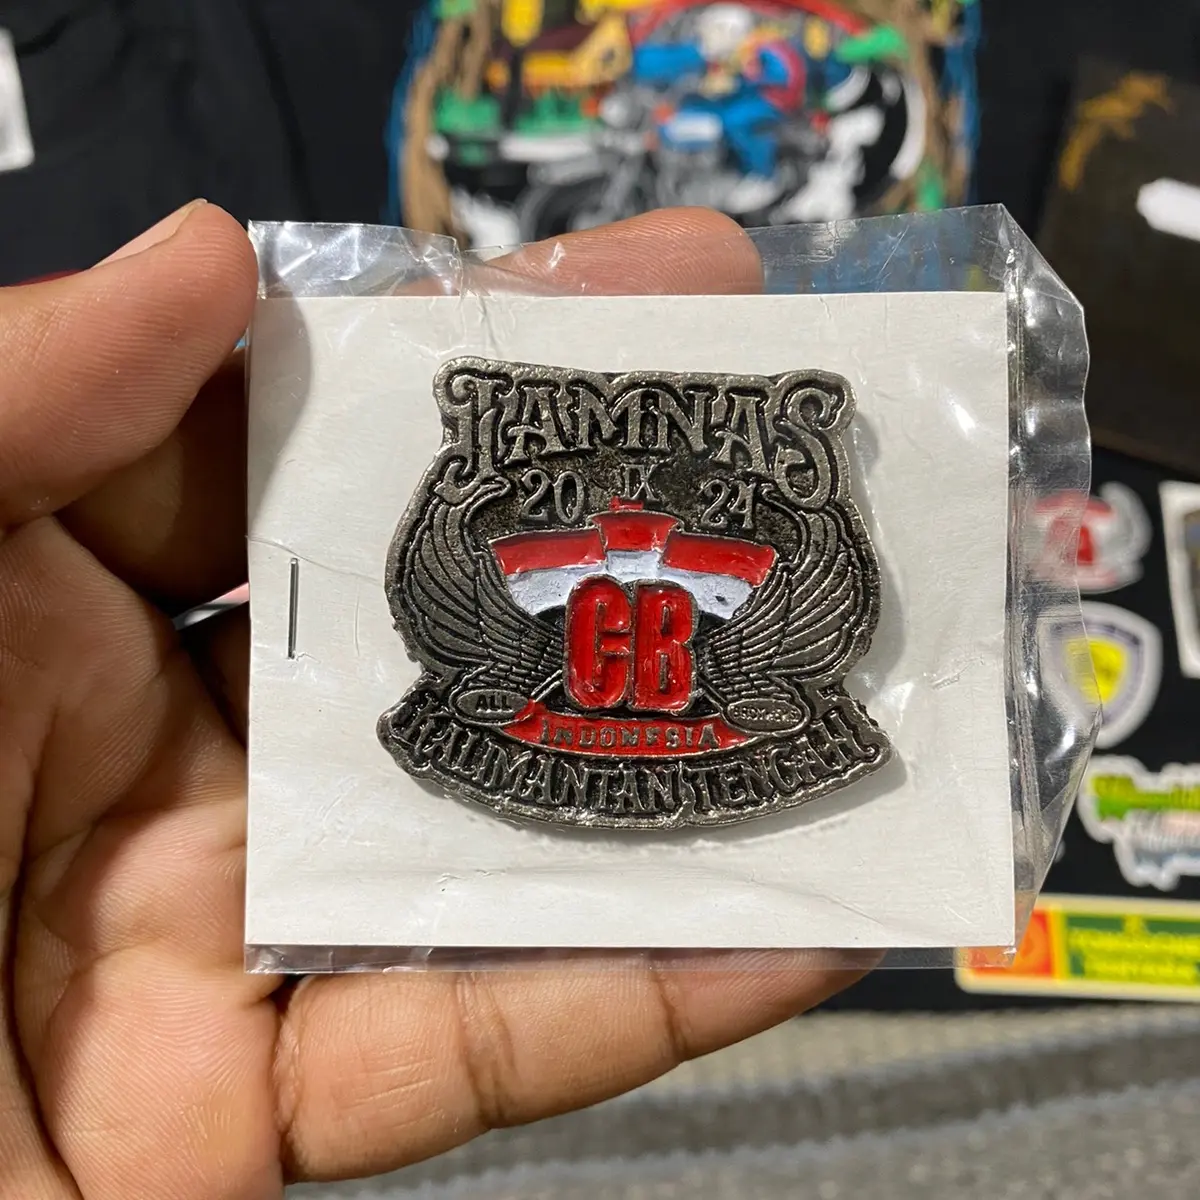 JAMNAS
20 IX 24
CB
ALL
INDONESIA
KALIMANTAN TENGAH